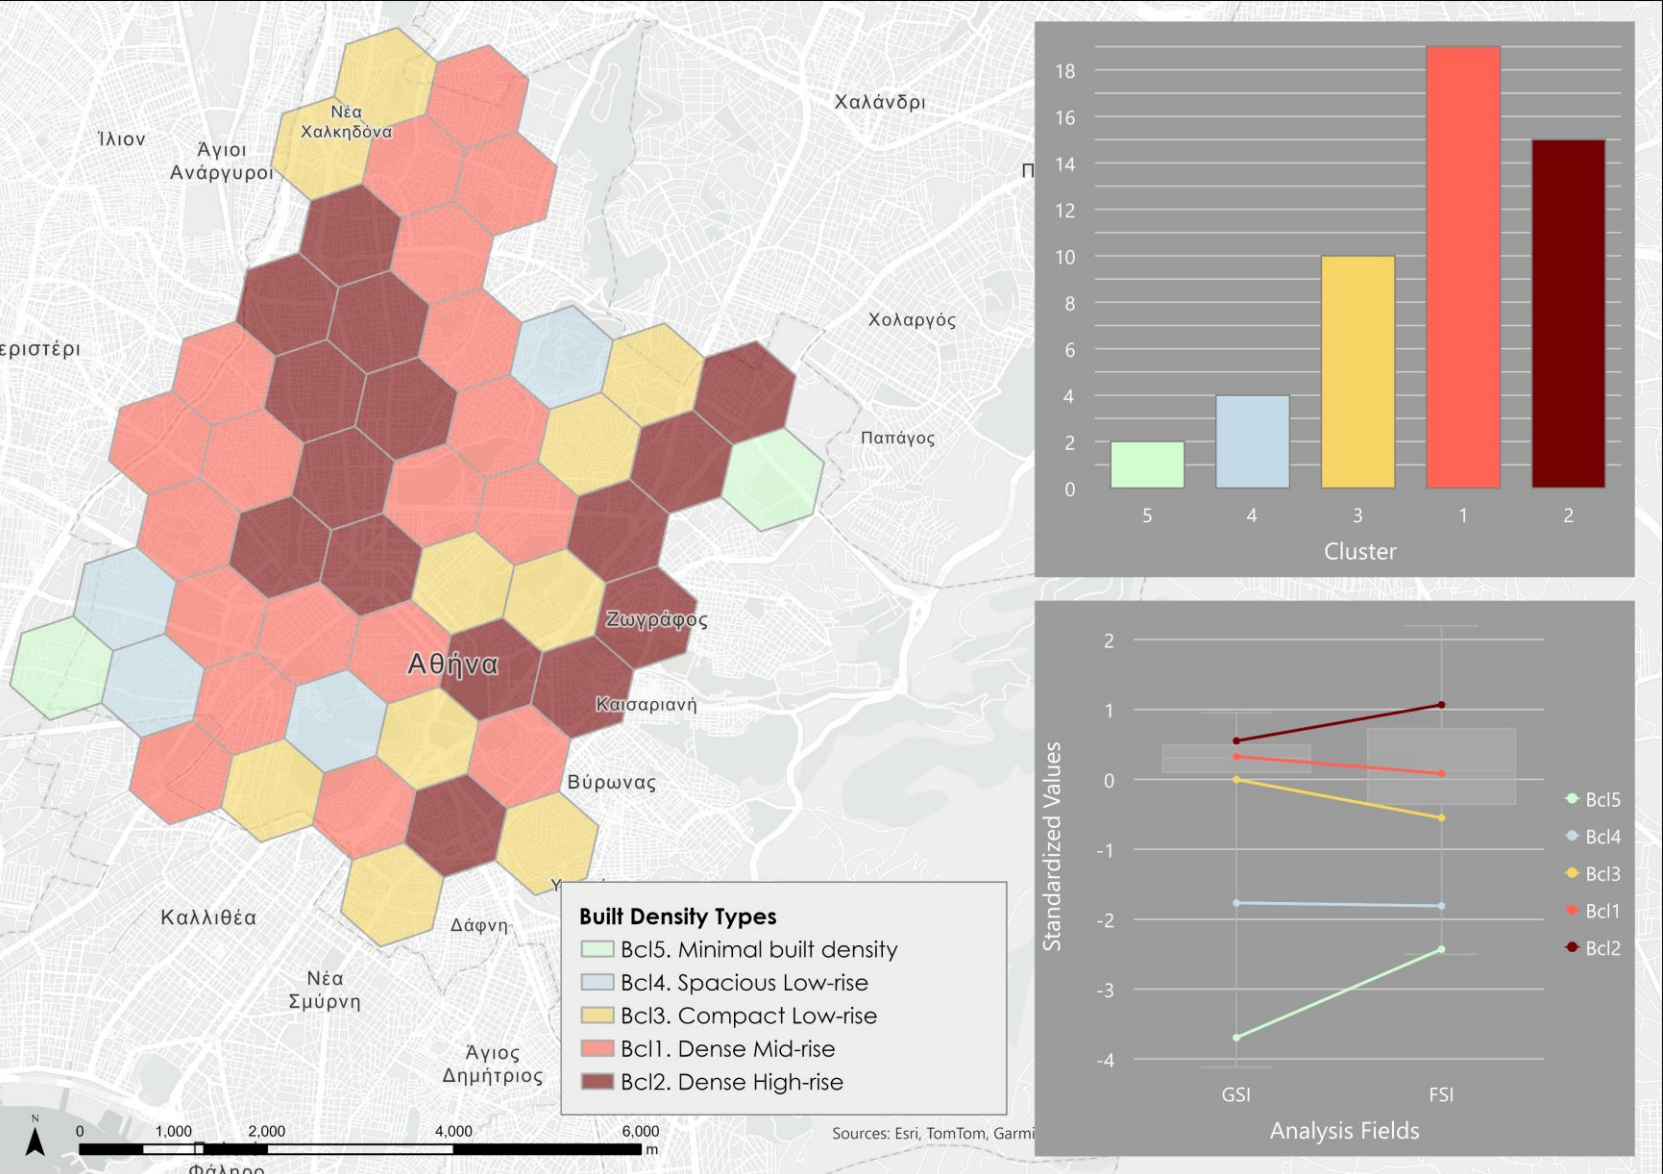 Νέα
Χαλκηδόνα
Ίλιον
Άγιοι
Ανάργυροι
Χαλάνδρι
Π
Χολαργός
εριστέρι
Παπάγος
Ζωγράφος
Αθήνα
Καισαριανή
Βύρωνας
Καλλιθέα
Δάφνη
Νέα
Σμύρνη
Άγιος
Δημήτριος
Φάληρο
Built Density Types
Bcl5. Minimal built density
Bcl4. Spacious Low-rise
Bcl3. Compact Low-rise
Bcl1. Dense Mid-rise
Bcl2. Dense High-rise
N
0 1,000 2,000 4,000 6,000
m
Sources: Esri, TomTom, Garmi
18
16
14
12
10
8
6
4
2
0
5 4 3 1 2
Cluster
2
1
0
-1
-2
-3
-4
Standardized Values
GSI FSI
Analysis Fields
Bcl5
Bcl4
Bcl3
Bcl1
Bcl2